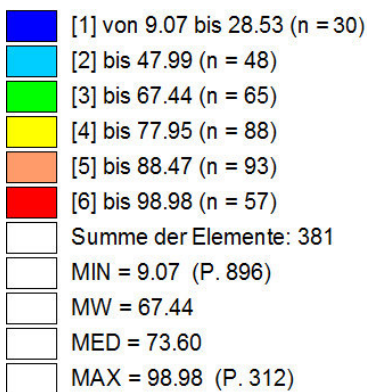 [1] von 9.07 bis 28.53 (n = 30)
[2] bis 47.99 (n = 48)
[3] bis 67.44 (n = 65)
[4] bis 77.95 (n = 88)
[5] bis 88.47 (n = 93)
[6] bis 98.98 (n = 57)
Summe der Elemente: 381
MIN = 9.07 (P. 896)
MW = 67.44
MED = 73.60
MAX = 98.98 (P. 312)